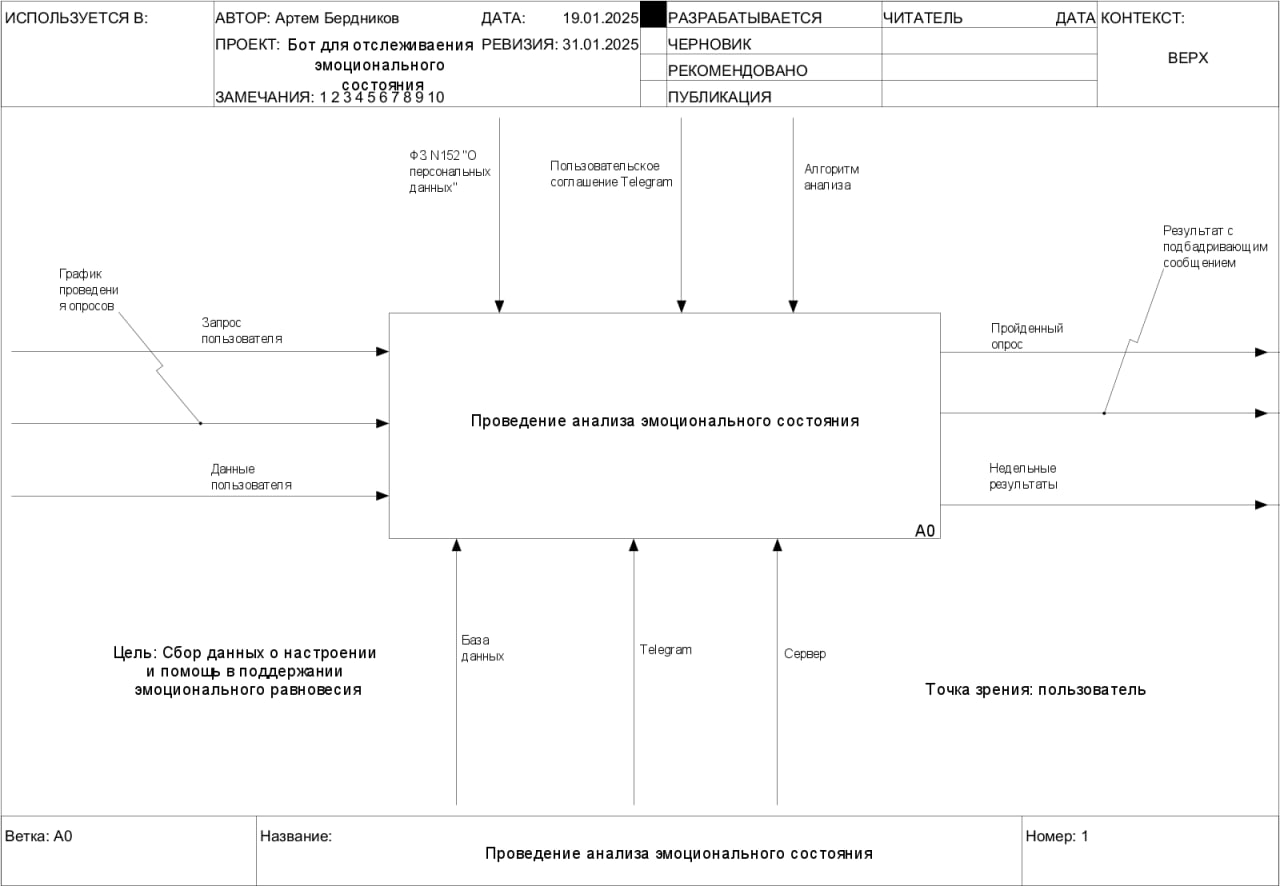 ИСПОЛЬЗУЕТСЯ В:
АВТОР: Артем Бердников
ДАТА: 19.01.2025
РАЗРАБАТЫВАЕТСЯ
ЧИТАТЕЛЬ
ДАТА
КОНТЕКСТ:
ПРОЕКТ: Бот для отслеживаения
эмоционального
состояния
РЕВИЗИЯ: 31.01.2025
ЧЕРНОВИК
ВЕРХ
РЕКОМЕНДОВАНО
ЗАМЕЧАНИЯ: 1 2 3 4 5 6 7 8 9 10
ПУБЛИКАЦИЯ
ФЗ N152 "О
персональных
данных"
Пользовательское
соглашение Telegram
Алгоритм
анализа
Результат с
подбадривающим
сообщением
График
проведени
я опросов
Запрос
пользователя
Пройденный
опрос
Проведение анализа эмоционального состояния
Данные
пользователя
Недельные
результаты
A0
База
данных
Telegram
Сервер
Цель: Сбор данных о настроении
и помощь в поддержании
эмоционального равновесия
Точка зрения: пользователь
Ветка: A0
Название:
Проведение анализа эмоционального состояния
Номер: 1